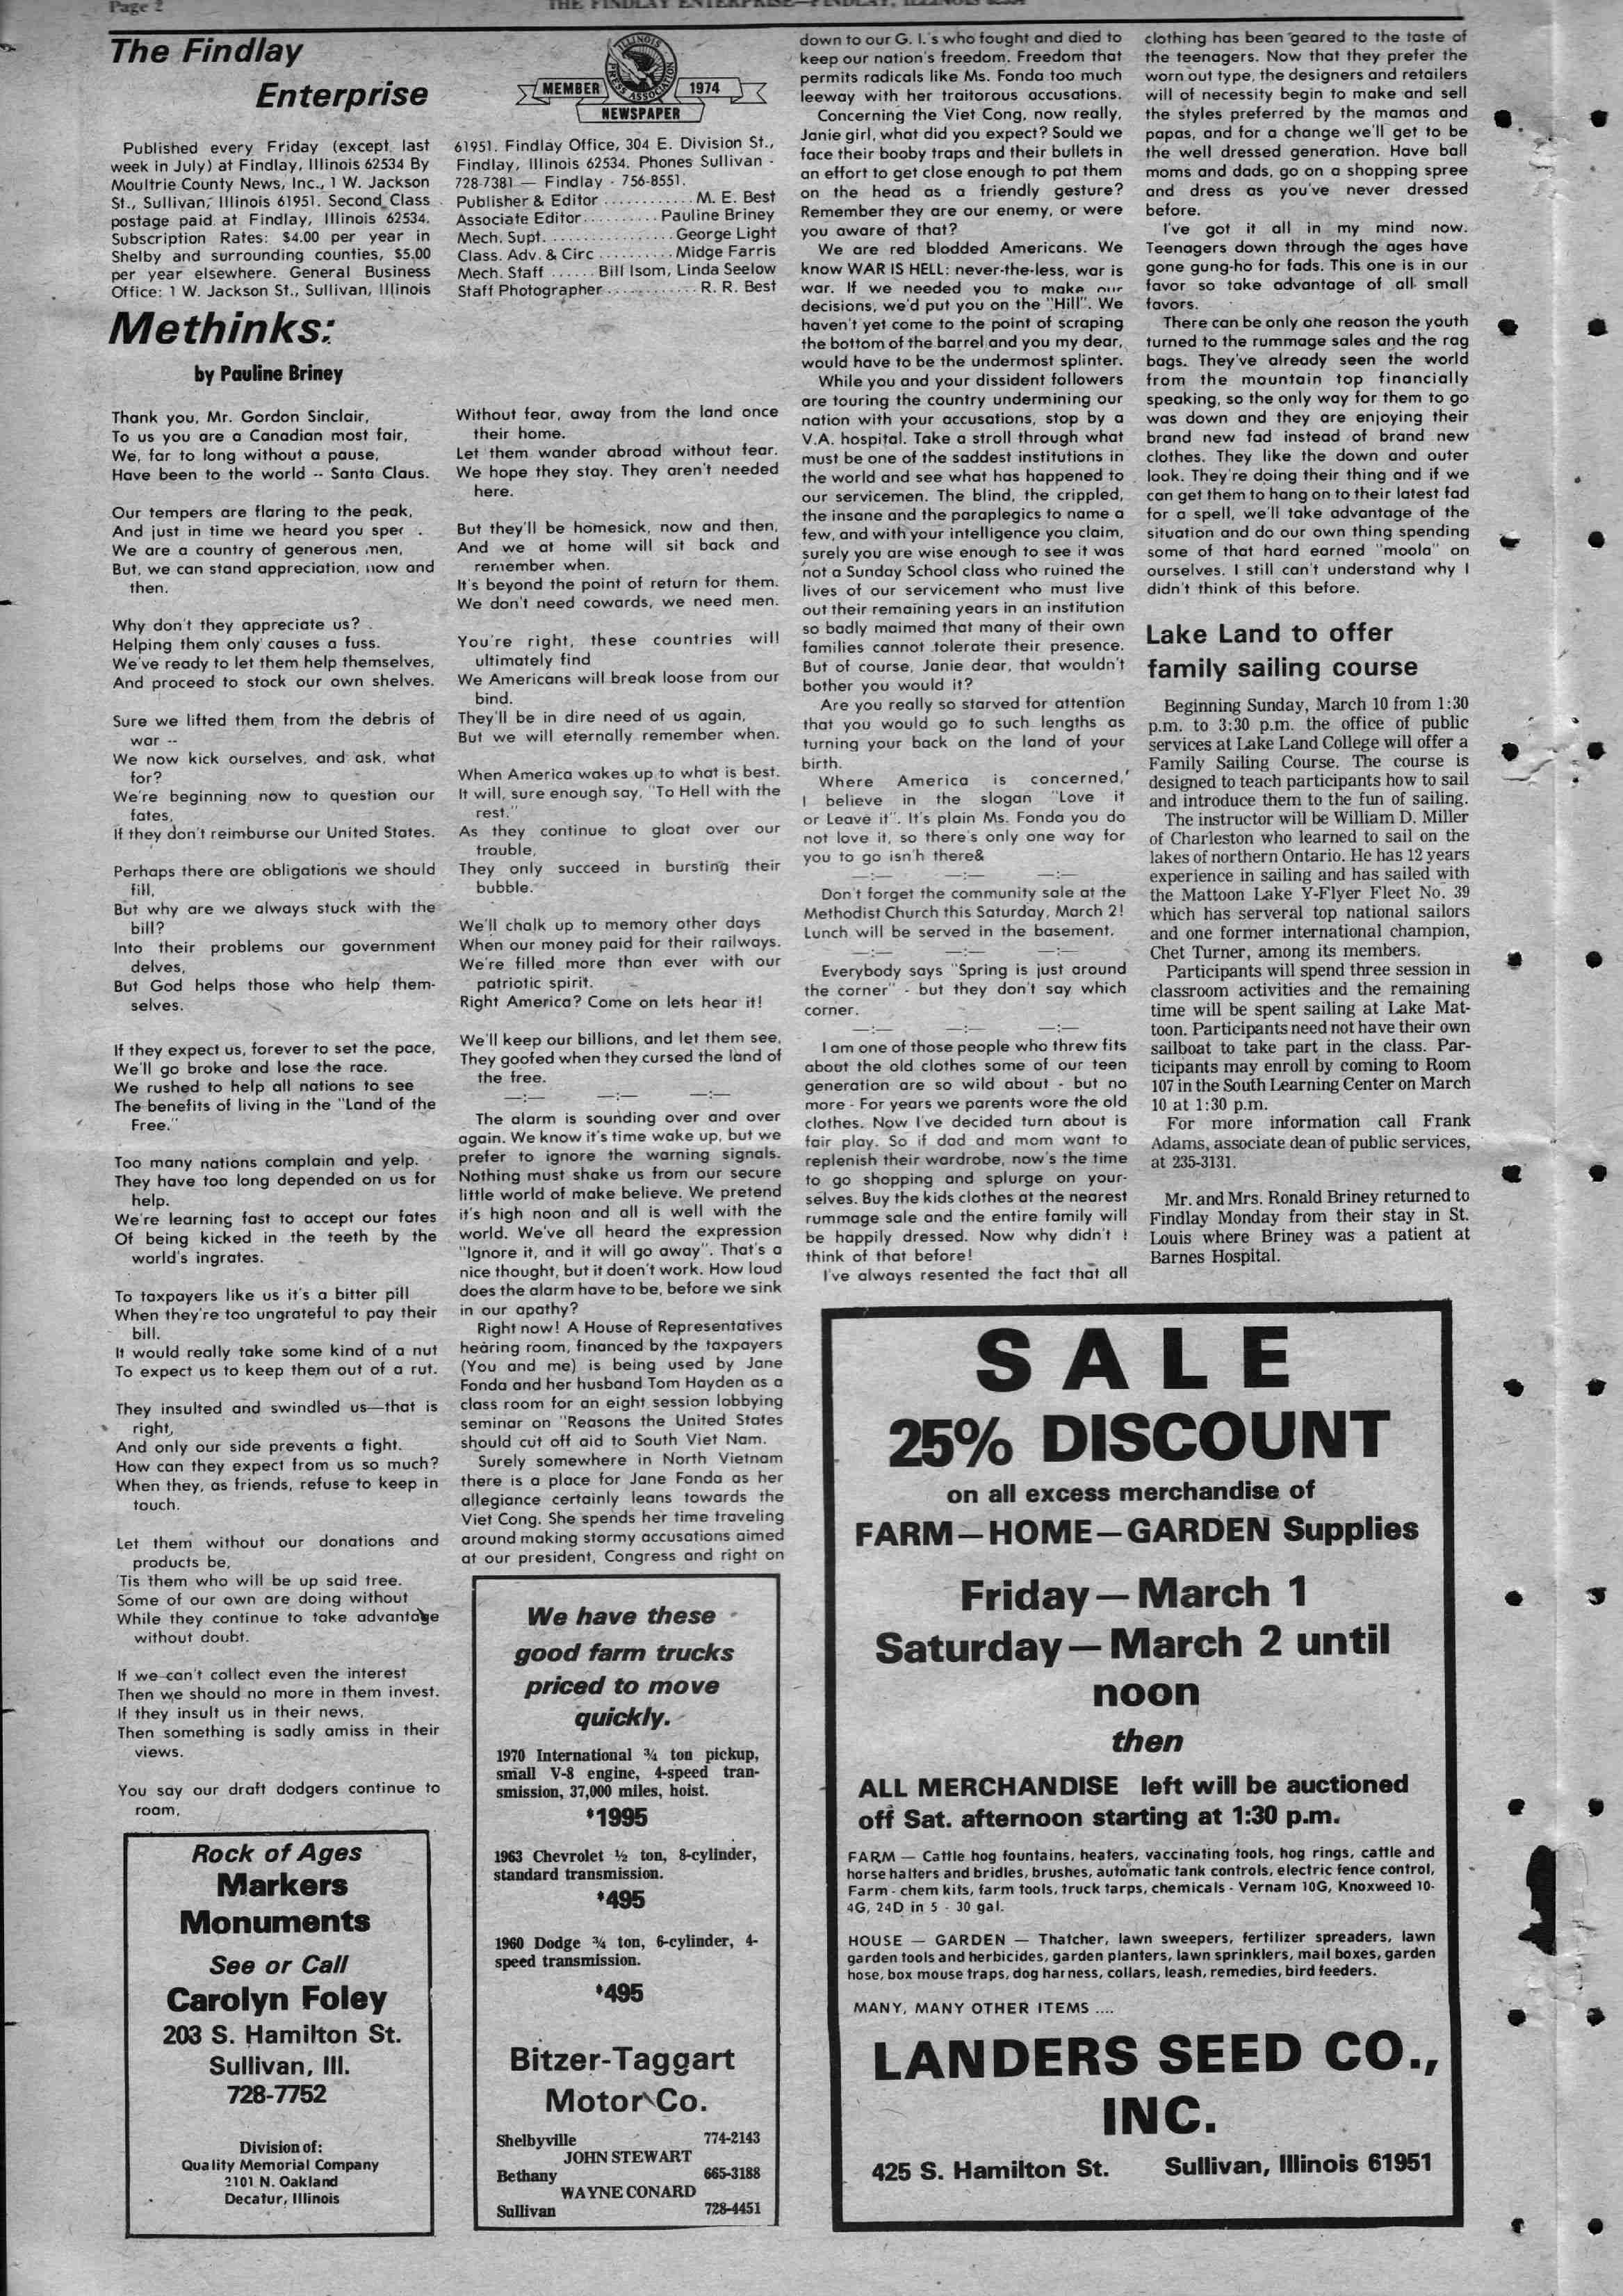 Page 2
THE FINDLAY ENTERPRISE—FINDLAY, ILLINOIS
The Findlay
Enterprise
ILLINOIS
PRESS ASSOCIATION
MEMBER
1974
NEWSPAPER
Published every Friday (except last
week in July) at Findlay, Illinois 62534 By
Moultrie County News, Inc., 1 W. Jackson
St., Sullivan, Illinois 61951. Second Class
postage paid at Findlay, Illinois 62534.
Subscription Rates: $4.00 per year in
Shelby and surrounding counties, $5.00
per year elsewhere. General Business
Office: 1 W. Jackson St., Sullivan, Illinois
61951. Findlay Office, 304 E. Division St.,
Findlay, Illinois 62534. Phones Sullivan -
728-7381 — Findlay - 756-8551.
Publisher & Editor ............ M. E. Best
Associate Editor .......... Pauline Briney
Mech. Supt. ................. George Light
Class. Adv. & Circ .......... Midge Farris
Mech. Staff ...... Bill Isom, Linda Seelow
Staff Photographer ............ R. R. Best
Methinks:
by Pauline Briney
Thank you, Mr. Gordon Sinclair,
To us you are a Canadian most fair,
We, far to long without a pause,
Have been to the world -- Santa Claus.
Our tempers are flaring to the peak,
And just in time we heard you
We are a country of generous men,
But, we can stand appreciation, now and
then.
Why don't they appreciate us?
Helping them only causes a fuss.
We've ready to let them help themselves,
And proceed to stock our own shelves.
Sure we lifted them from the debris of
war --
We now kick ourselves, and ask, what
for?
We're beginning now to question our
fates,
If they don't reimburse our United States.
Perhaps there are obligations we should
fill,
But why are we always stuck with the
bill?
Into their problems our government
delves,
But God helps those who help them-
selves.
If they expect us, forever to set the pace,
We'll go broke and lose the race.
We rushed to help all nations to see
The benefits of living in the "Land of the
Free."
Too many nations complain and yelp.
They have too long depended on us for
help.
We're learning fast to accept our fates
Of being kicked in the teeth by the
world's ingrates.
To taxpayers like us it's a bitter pill
When they're too ungrateful to pay their
bill.
It would really take some kind of a nut
To expect us to keep them out of a rut.
They insulted and swindled us—that is
right,
And only our side prevents a fight.
How can they expect from us so much?
When they, as friends, refuse to keep in
touch.
Let them without our donations and
products be,
'Tis them who will be up said tree.
Some of our own are doing without
While they continue to take advantage
without doubt.
If we can't collect even the interest
Then we should no more in them invest.
If they insult us in their news,
Then something is sadly amiss in their
views.
You say our draft dodgers continue to
roam,
Without fear, away from the land once
their home.
Let them wander abroad without fear.
We hope they stay. They aren't needed
here.
But they'll be homesick, now and then,
And we at home will sit back and
remember when.
It's beyond the point of return for them.
We don't need cowards, we need men.
You're right, these countries will
ultimately find
We Americans will break loose from our
bind.
They'll be in dire need of us again,
But we will eternally remember when.
When America wakes up to what is best.
It will, sure enough say, "To Hell with the
rest."
As they continue to gloat over our
trouble,
They only succeed in bursting their
bubble.
We'll chalk up to memory other days
When our money paid for their railways.
We're filled more than ever with our
patriotic spirit.
Right America? Come on lets hear it!
We'll keep our billions, and let them see,
They goofed when they cursed the land of
the free.
—:— —:— —:—
The alarm is sounding over and over
again. We know it's time wake up, but we
prefer to ignore the warning signals.
Nothing must shake us from our secure
little world of make believe. We pretend
it's high noon and all is well with the
world. We've all heard the expression
"Ignore it, and it will go away". That's a
nice thought, but it doen't work. How loud
does the alarm have to be, before we sink
in our apathy?
Right now! A House of Representatives
hearing room, financed by the taxpayers
(You and me) is being used by Jane
Fonda and her husband Tom Hayden as a
class room for an eight session lobbying
seminar on "Reasons the United States
should cut off aid to South Viet Nam.
Surely somewhere in North Vietnam
there is a place for Jane Fonda as her
allegiance certainly leans towards the
Viet Cong. She spends her time traveling
around making stormy accusations aimed
at our president, Congress and right on
down to our G. I.'s who fought and died to
keep our nation's freedom. Freedom that
permits radicals like Ms. Fonda too much
leeway with her traitorous accusations.
Concerning the Viet Cong, now really,
Janie girl, what did you expect? Sould we
face their booby traps and their bullets in
an effort to get close enough to pat them
on the head as a friendly gesture?
Remember they are our enemy, or were
you aware of that?
We are red blodded Americans. We
know WAR IS HELL: never-the-less, war is
war. If we needed you to make our
decisions, we'd put you on the "Hill". We
haven't yet come to the point of scraping
the bottom of the barrel and you my dear,
would have to be the undermost splinter.
While you and your dissident followers
are touring the country undermining our
nation with your accusations, stop by a
V.A. hospital. Take a stroll through what
must be one of the saddest institutions in
the world and see what has happened to
our servicemen. The blind, the crippled,
the insane and the paraplegics to name a
few, and with your intelligence you claim,
surely you are wise enough to see it was
not a Sunday School class who ruined the
lives of our servicement who must live
out their remaining years in an institution
so badly maimed that many of their own
families cannot tolerate their presence.
But of course, Janie dear, that wouldn't
bother you would it?
Are you really so starved for attention
that you would go to such lengths as
turning your back on the land of your
birth.
Where America is concerned,
I believe in the slogan "Love it
or Leave it". It's plain Ms. Fonda you do
not love it, so there's only one way for
you to go isn'h there&
—:— —:— —:—
Don't forget the community sale at the
Methodist Church this Saturday, March 2!
Lunch will be served in the basement.
—:— —:— —:—
Everybody says "Spring is just around
the corner" - but they don't say which
corner.
—:— —:— —:—
I am one of those people who threw fits
about the old clothes some of our teen
generation are so wild about - but no
more - For years we parents wore the old
clothes. Now I've decided turn about is
fair play. So if dad and mom want to
replenish their wardrobe, now's the time
to go shopping and splurge on your-
selves. Buy the kids clothes at the nearest
rummage sale and the entire family will
be happily dressed. Now why didn't I
think of that before!
I've always resented the fact that all
clothing has been geared to the taste of
the teenagers. Now that they prefer the
worn out type, the designers and retailers
will of necessity begin to make and sell
the styles preferred by the mamas and
papas, and for a change we'll get to be
the well dressed generation. Have ball
moms and dads, go on a shopping spree
and dress as you've never dressed
before.
I've got it all in my mind now.
Teenagers down through the ages have
gone gung-ho for fads. This one is in our
favor so take advantage of all small
favors.
There can be only one reason the youth
turned to the rummage sales and the rag
bags. They've already seen the world
from the mountain top financially
speaking, so the only way for them to go
was down and they are enjoying their
brand new fad instead of brand new
clothes. They like the down and outer
look. They're doing their thing and if we
can get them to hang on to their latest fad
for a spell, we'll take advantage of the
situation and do our own thing spending
some of that hard earned "moola" on
ourselves. I still can't understand why I
didn't think of this before.
Lake Land to offer
family sailing course
Beginning Sunday, March 10 from 1:30
p.m. to 3:30 p.m. the office of public
services at Lake Land College will offer a
Family Sailing Course. The course is
designed to teach participants how to sail
and introduce them to the fun of sailing.
The instructor will be William D. Miller
of Charleston who learned to sail on the
lakes of northern Ontario. He has 12 years
experience in sailing and has sailed with
the Mattoon Lake Y-Flyer Fleet No. 39
which has serveral top national sailors
and one former international champion,
Chet Turner, among its members.
Participants will spend three session in
classroom activities and the remaining
time will be spent sailing at Lake Mat-
toon. Participants need not have their own
sailboat to take part in the class. Par-
ticipants may enroll by coming to Room
107 in the South Learning Center on March
10 at 1:30 p.m.
For more information call Frank
Adams, associate dean of public services,
at 235-3131.
Mr. and Mrs. Ronald Briney returned to
Findlay Monday from their stay in St.
Louis where Briney was a patient at
Barnes Hospital.
Rock of Ages
Markers
Monuments
See or Call
Carolyn Foley
203 S. Hamilton St.
Sullivan, Ill.
728-7752
Division of:
Quality Memorial Company
2101 N. Oakland
Decatur, Illinois
We have these
good farm trucks
priced to move
quickly.
1970 International ¾ ton pickup,
small V-8 engine, 4-speed tran-
smission, 37,000 miles, hoist.
$1995
1963 Chevrolet ½ ton, 8-cylinder,
standard transmission.
$495
1960 Dodge ¾ ton, 6-cylinder, 4-
speed transmission.
$495
Bitzer-Taggart
Motor Co.
Shelbyville 774-2143
JOHN STEWART
Bethany 665-3188
WAYNE CONARD
Sullivan 728-4451
SALE
25% DISCOUNT
on all excess merchandise of
FARM—HOME—GARDEN Supplies
Friday—March 1
Saturday—March 2 until
noon
then
ALL MERCHANDISE left will be auctioned
off Sat. afternoon starting at 1:30 p.m.
FARM — Cattle hog fountains, heaters, vaccinating tools, hog rings, cattle and
horse halters and bridles, brushes, automatic tank controls, electric fence control,
Farm - chem kits, farm tools, truck tarps, chemicals - Vernam 10G, Knoxweed 10-
4G, 24D in 5 - 30 gal.
HOUSE — GARDEN — Thatcher, lawn sweepers, fertilizer spreaders, lawn
garden tools and herbicides, garden planters, lawn sprinklers, mail boxes, garden
hose, box mouse traps, dog harness, collars, leash, remedies, bird feeders.
MANY, MANY OTHER ITEMS ....
LANDERS SEED CO.,
INC.
425 S. Hamilton St. Sullivan, Illinois 61951